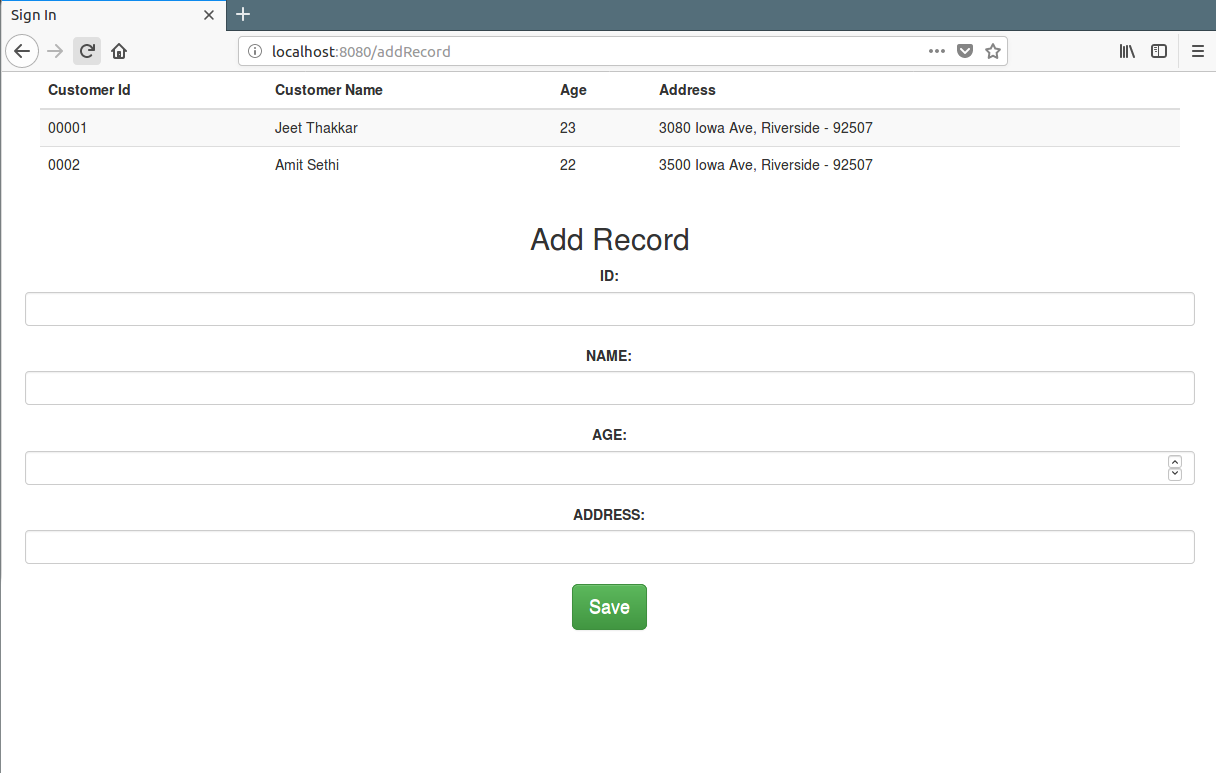 Sign In
localhost:8080/addRecord
Customer Id Customer Name Age Address
00001 Jeet Thakkar 23 3080 Iowa Ave, Riverside - 92507
0002 Amit Sethi 22 3500 Iowa Ave, Riverside - 92507
Add Record
ID:
NAME:
AGE:
ADDRESS:
Save